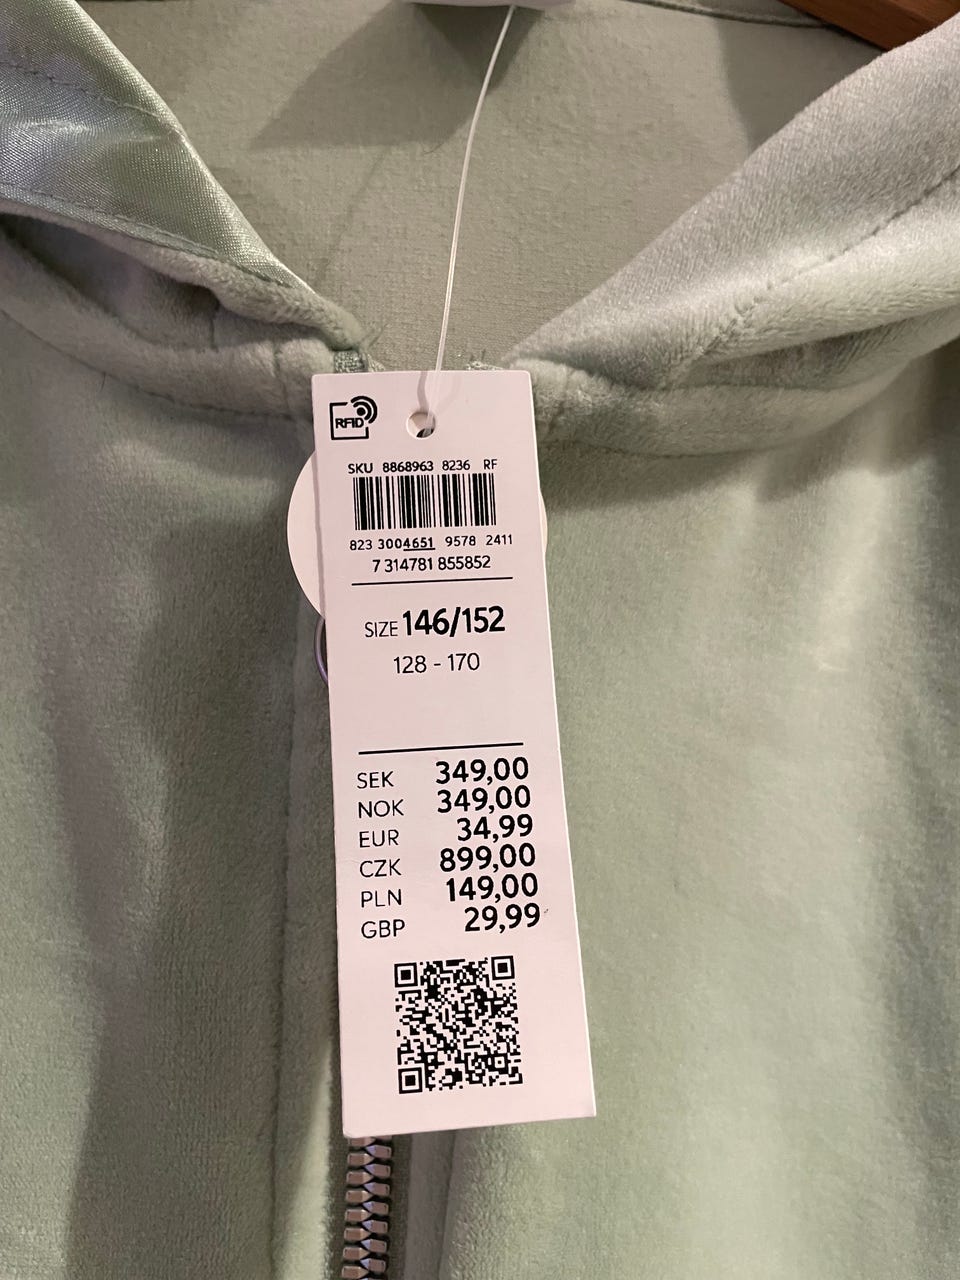 RFID
SKU 8868963 8236 RF
823 3004651 9578 2411
7 314781 855852
SIZE 146/152
128 - 170
SEK 349,00
NOK 349,00
EUR 34,99
CZK 899,00
PLN 149,00
GBP 29,99